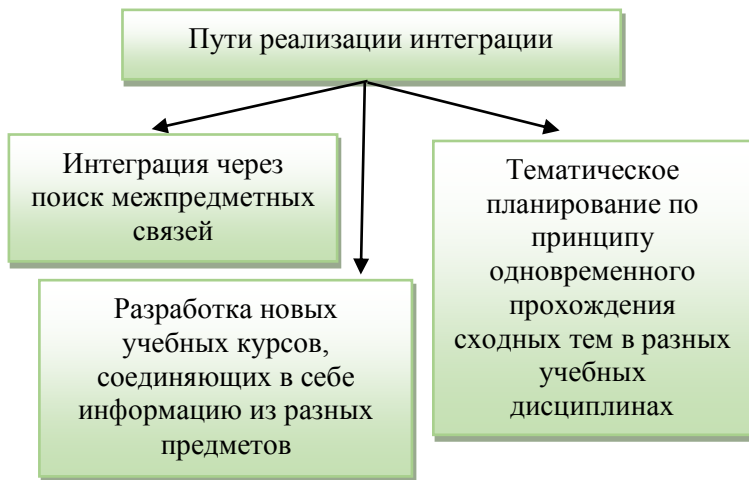 Пути реализации интеграции
Интеграция через
поиск межпредметных
связей
Разработка новых
учебных курсов,
соединяющих в себе
информацию из разных
предметов
Тематическое
планирование по
принципу
одновременного
прохождения
сходных тем в разных
учебных
дисциплинах